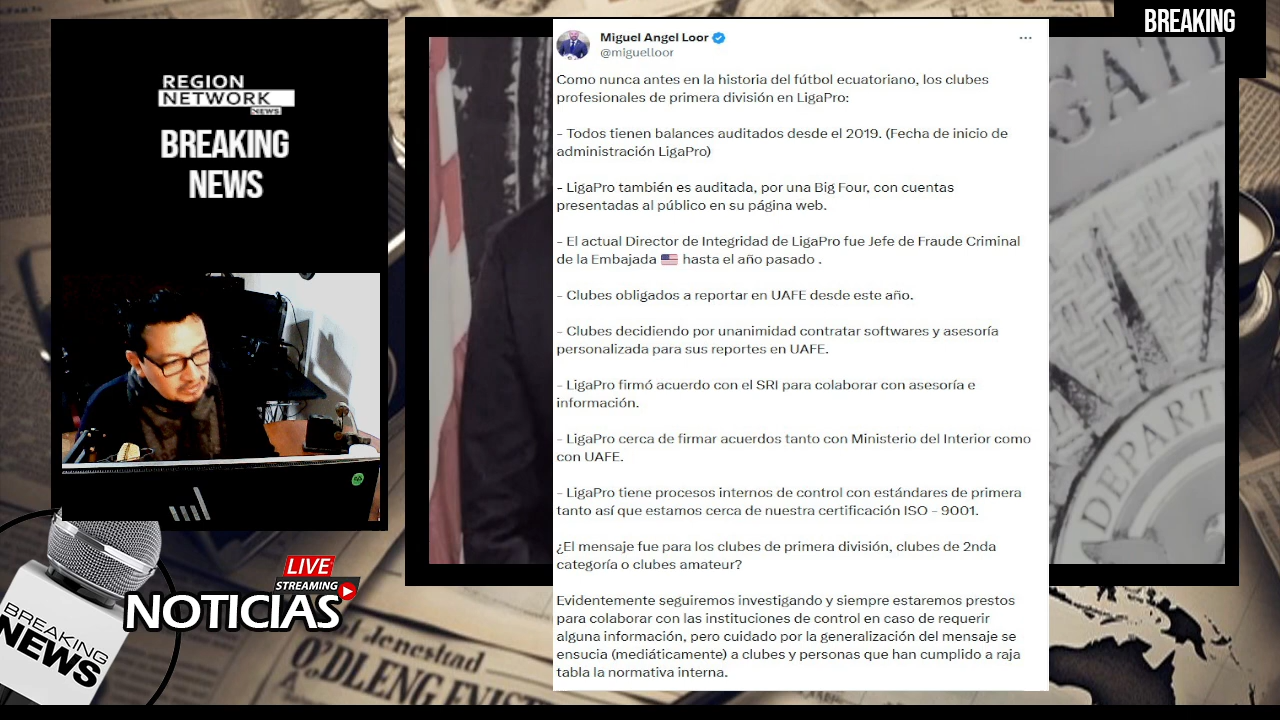 BREAKING
REGION
NETWORK
NEWS
BREAKING
NEWS
Miguel Angel Loor
@miguelloor
Como nunca antes en la historia del fútbol ecuatoriano, los clubes
profesionales de primera división en LigaPro:
- Todos tienen balances auditados desde el 2019. (Fecha de inicio de
administración LigaPro)
- LigaPro también es auditada, por una Big Four, con cuentas
presentadas al público en su página web.
- El actual Director de Integridad de LigaPro fue Jefe de Fraude Criminal
de la Embajada 🇺🇸 hasta el año pasado .
- Clubes obligados a reportar en UAFE desde este año.
- Clubes decidiendo por unanimidad contratar softwares y asesoría
personalizada para sus reportes en UAFE.
- LigaPro firmó acuerdo con el SRI para colaborar con asesoría e
información.
- LigaPro cerca de firmar acuerdos tanto con Ministerio del Interior como
con UAFE.
- LigaPro tiene procesos internos de control con estándares de primera
tanto así que estamos cerca de nuestra certificación ISO - 9001.
¿El mensaje fue para los clubes de primera división, clubes de 2nda
categoría o clubes amateur?
Evidentemente seguiremos investigando y siempre estaremos prestos
para colaborar con las instituciones de control en caso de requerir
alguna información, pero cuidado por la generalización del mensaje se
ensucia (mediáticamente) a clubes y personas que han cumplido a raja
tabla la normativa interna.
LIVE
STREAMING
NOTICIAS
BREAKING
NEWS
DEPART